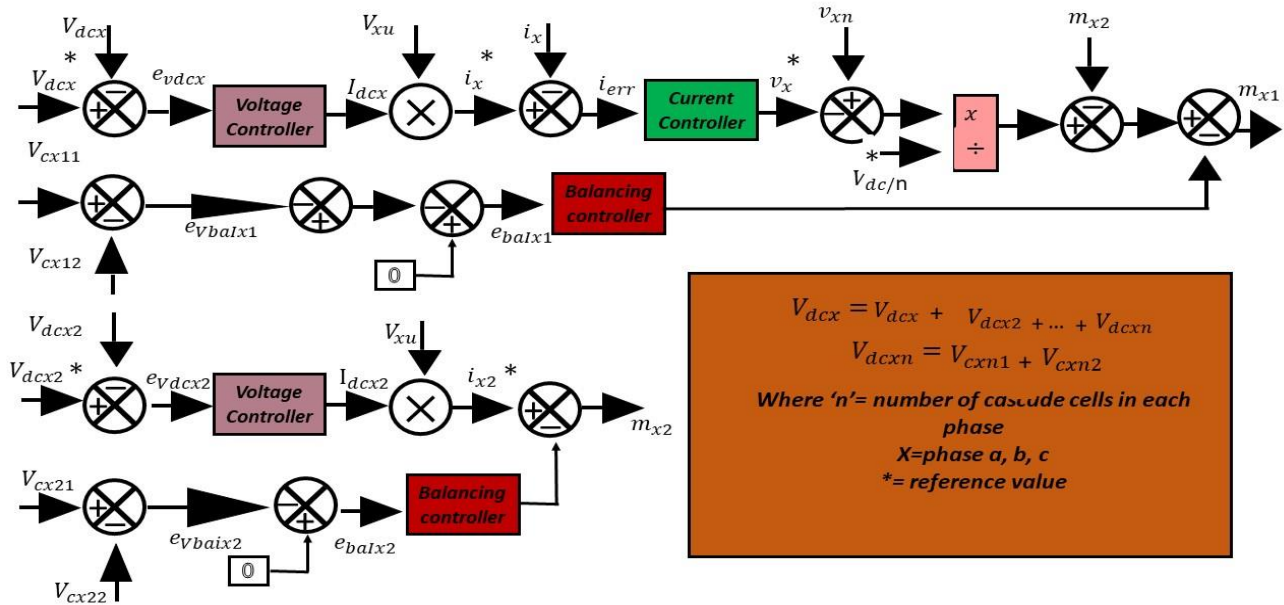 V_dcx
V_dcx*
e_vdcx
Voltage
Controller
I_dcx
V_xu
i_x*
i_x
i_err
Current
Controller
v_x*
v_xn
V_dc/n*
x
÷
m_x2
m_x1
V_cx11
V_cx12
e_VbaIx1
0
e_baIx1
Balancing
controller
V_dcx2
V_dcx2*
e_Vdcx2
Voltage
Controller
I_dcx2
V_xu
i_x2*
m_x2
V_cx21
V_cx22
e_Vbaix2
0
e_baIx2
Balancing
controller
V_dcx = V_dcx + V_dcx2 + ... + V_dcxn
V_dcxn = V_cxn1 + V_cxn2
Where ‘n’= number of cascude cells in each
phase
X=phase a, b, c
*= reference value